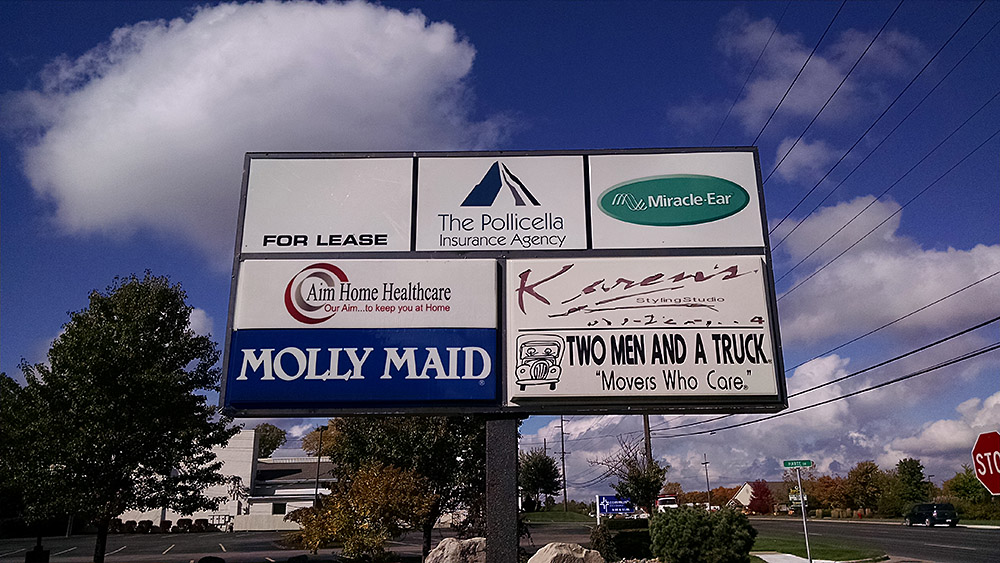 FOR LEASE
The Pollicella
Insurance Agency
Miracle-Ear®
Aim Home Healthcare
Our Aim...to keep you at Home
MOLLY MAID®
Karen's
Styling Studio
TWO MEN AND A TRUCK®
"Movers Who Care®"
STO